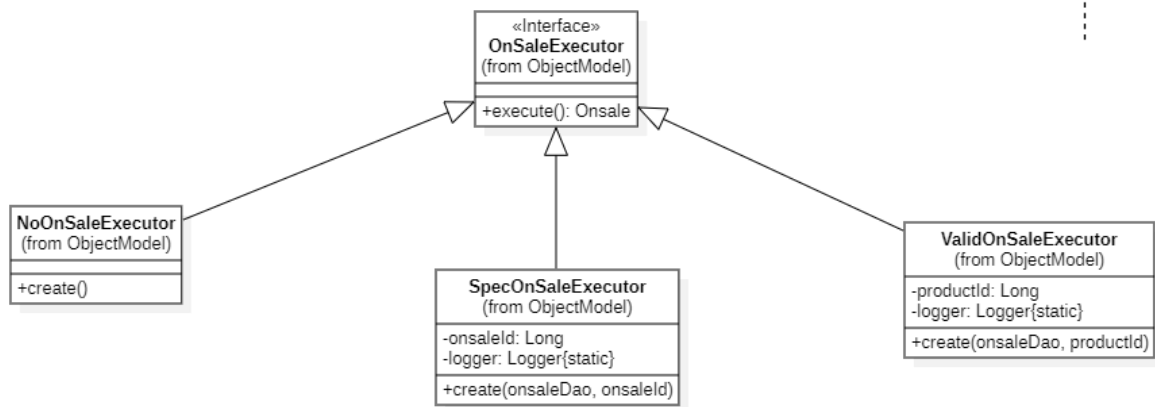 «Interface»
OnSaleExecutor
(from ObjectModel)
+execute(): Onsale
NoOnSaleExecutor
(from ObjectModel)
+create()
SpecOnSaleExecutor
(from ObjectModel)
-onsaleId: Long
-logger: Logger{static}
+create(onsaleDao, onsaleId)
ValidOnSaleExecutor
(from ObjectModel)
-productId: Long
-logger: Logger{static}
+create(onsaleDao, productId)